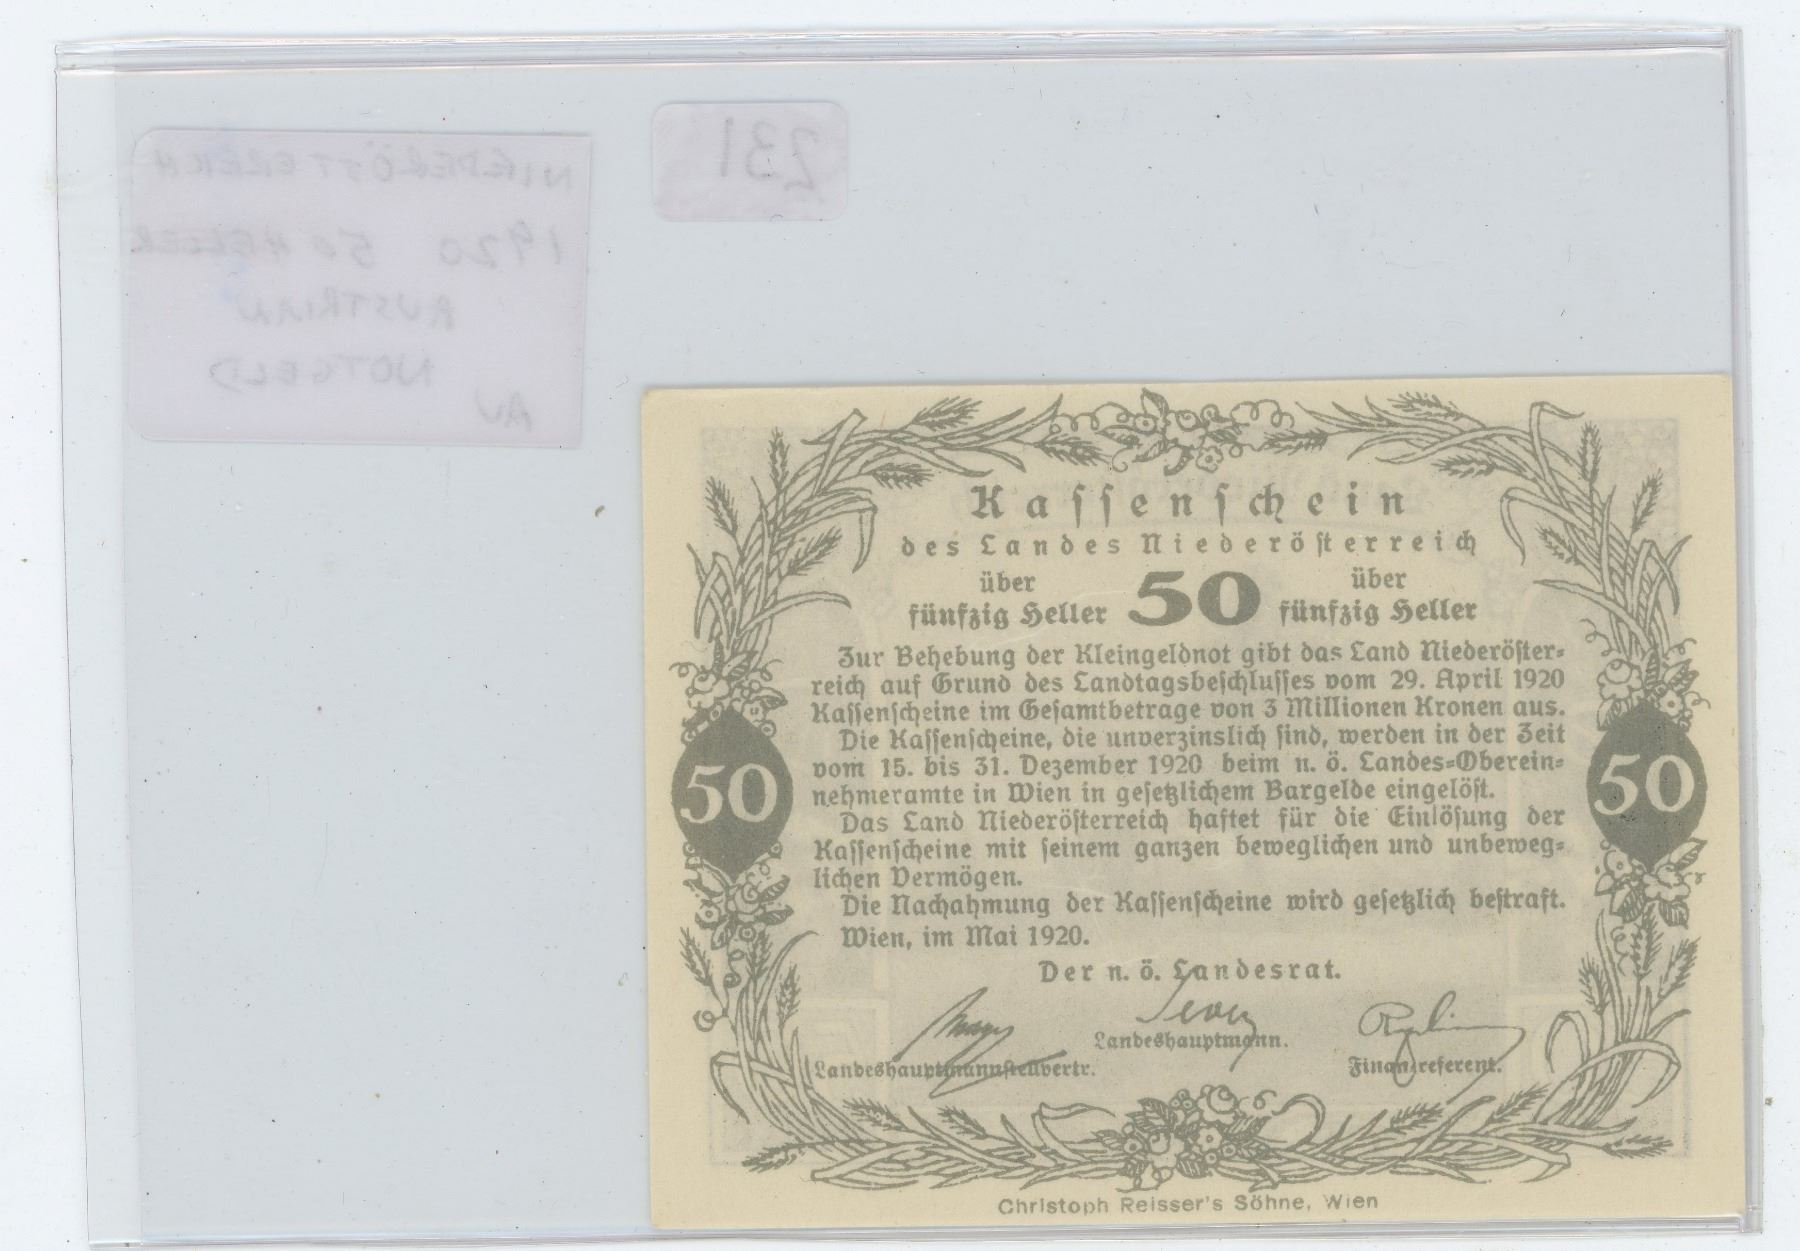 231
NIEDERÖSTEREICH
1920 50 HELLER
AUSTRIAN
NOTGELD
AU
Kaſſenſchein
des Landes Niederöſterreich
über 50 über
fünfzig Heller fünfzig Heller
Zur Behebung der Kleingeldnot gibt das Land Niederöſter-
reich auf Grund des Landtagsbeſchluſſes vom 29. April 1920
Kaſſenſcheine im Geſamtbetrage von 3 Millionen Kronen aus.
Die Kaſſenſcheine, die unverzinslich ſind, werden in der Zeit
vom 15. bis 31. Dezember 1920 beim n. ö. Landes-Oberein-
nehmeramte in Wien in geſetzlichem Bargelde eingelöſt.
Das Land Niederöſterreich haftet für die Einlöſung der
Kaſſenſcheine mit ſeinem ganzen beweglichen und unbeweg-
lichen Vermögen.
Die Nachahmung der Kaſſenſcheine wird geſetzlich beſtraft.
Wien, im Mai 1920.
50
50
Der n. ö. Landesrat.
Landeshauptmann.
Landeshauptmannſtellvertr.
Finanzreferent.
Christoph Reisser's Söhne, Wien